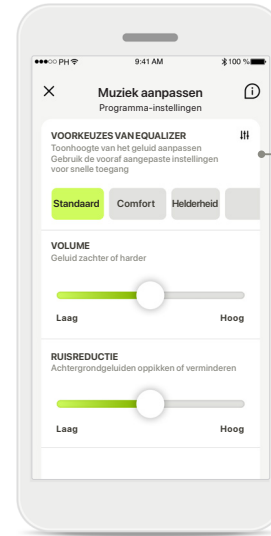 PH 9:41 AM 100 %
Muziek aanpassen
Programma-instellingen
VOORKEUZES VAN EQUALIZER
Toonhoogte van het geluid aanpassen
Gebruik de vooraf aangepaste instellingen
voor snelle toegang
Standaard Comfort Helderheid
VOLUME
Geluid zachter of harder
Laag Hoog
RUISREDUCTIE
Achtergrondgeluiden oppikken of verminderen
Laag Hoog